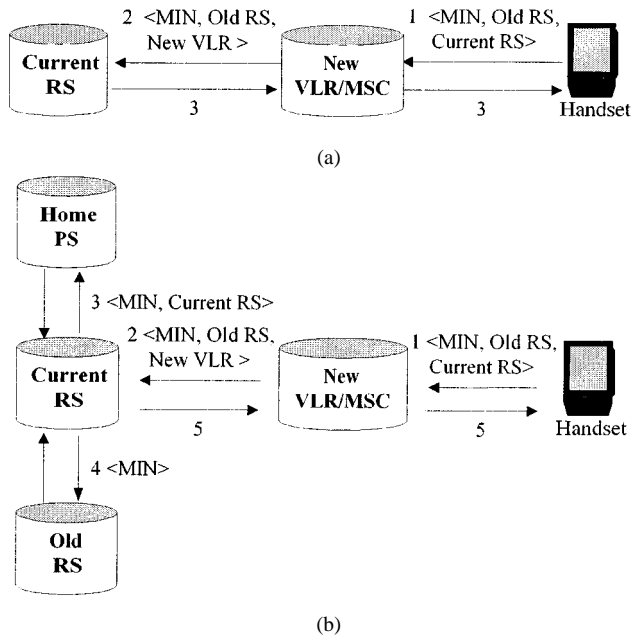 2 <MIN, Old RS,
New VLR >
1 <MIN, Old RS,
Current RS>
Current
RS
New
VLR/MSC
3
3
Handset
(a)
Home
PS
3 <MIN, Current RS>
2 <MIN, Old RS,
New VLR >
1 <MIN, Old RS,
Current RS>
Current
RS
New
VLR/MSC
5
5
Handset
4 <MIN>
Old
RS
(b)